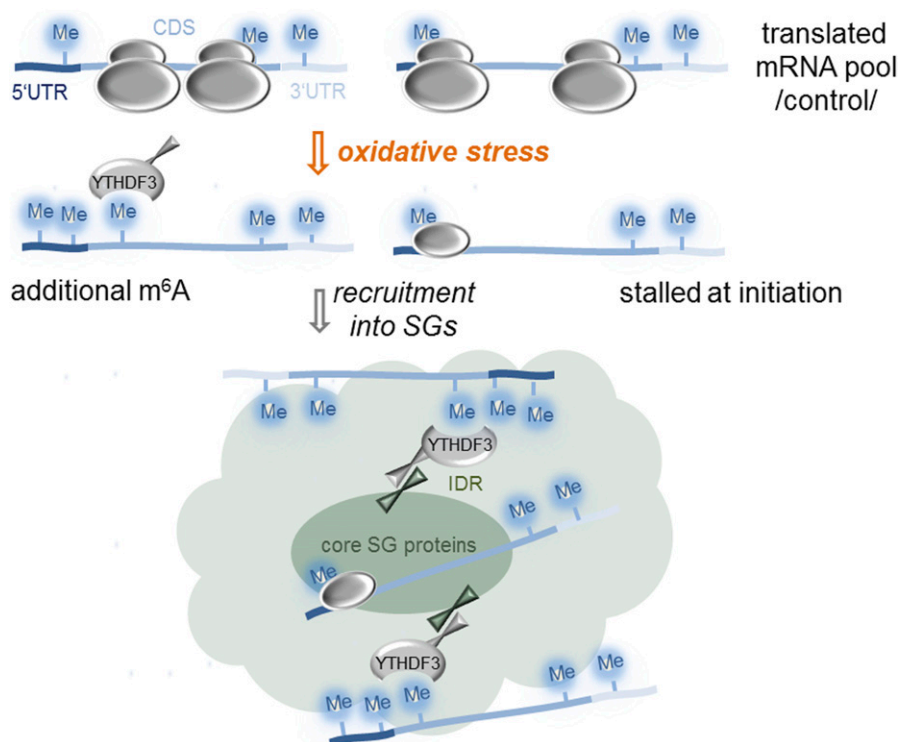 Me CDS Me Me Me Me Me
5‘UTR 3‘UTR
translated
mRNA pool
/control/
oxidative stress
YTHDF3
Me Me Me Me Me Me Me Me
additional m⁶A
stalled at initiation
recruitment
into SGs
Me Me Me Me Me
YTHDF3
IDR
Me Me
core SG proteins
Me
YTHDF3
Me Me Me Me Me